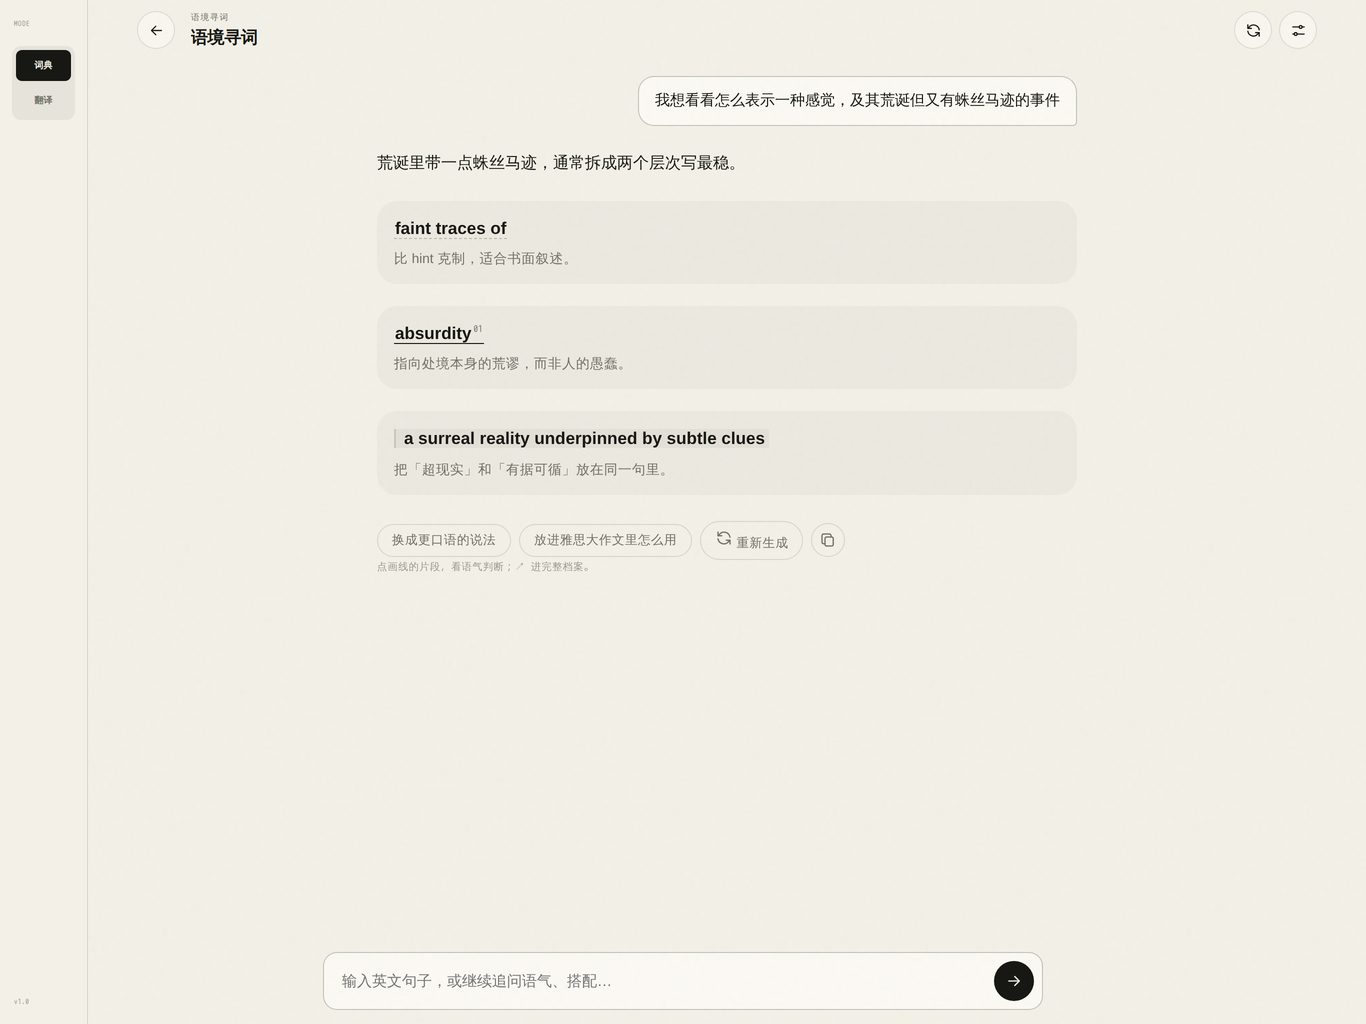 MODE
词典
翻译
语境寻词
语境寻词
我想看看怎么表示一种感觉，及其荒诞但又有蛛丝马迹的事件
荒诞里带一点蛛丝马迹，通常拆成两个层次写最稳。
faint traces of
比 hint 克制，适合书面叙述。
absurdity 01
指向处境本身的荒谬，而非人的愚蠢。
a surreal reality underpinned by subtle clues
把「超现实」和「有据可循」放在同一句里。
换成更口语的说法 放进雅思大作文里怎么用 重新生成
点画线的片段，看语气判断；↗ 进完整档案。
输入英文句子，或继续追问语气、搭配…
v1.0